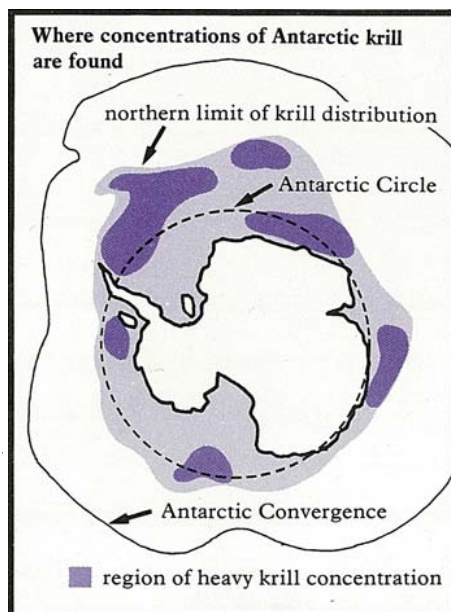 Where concentrations of Antarctic krill
are found
northern limit of krill distribution
Antarctic Circle
Antarctic Convergence
region of heavy krill concentration